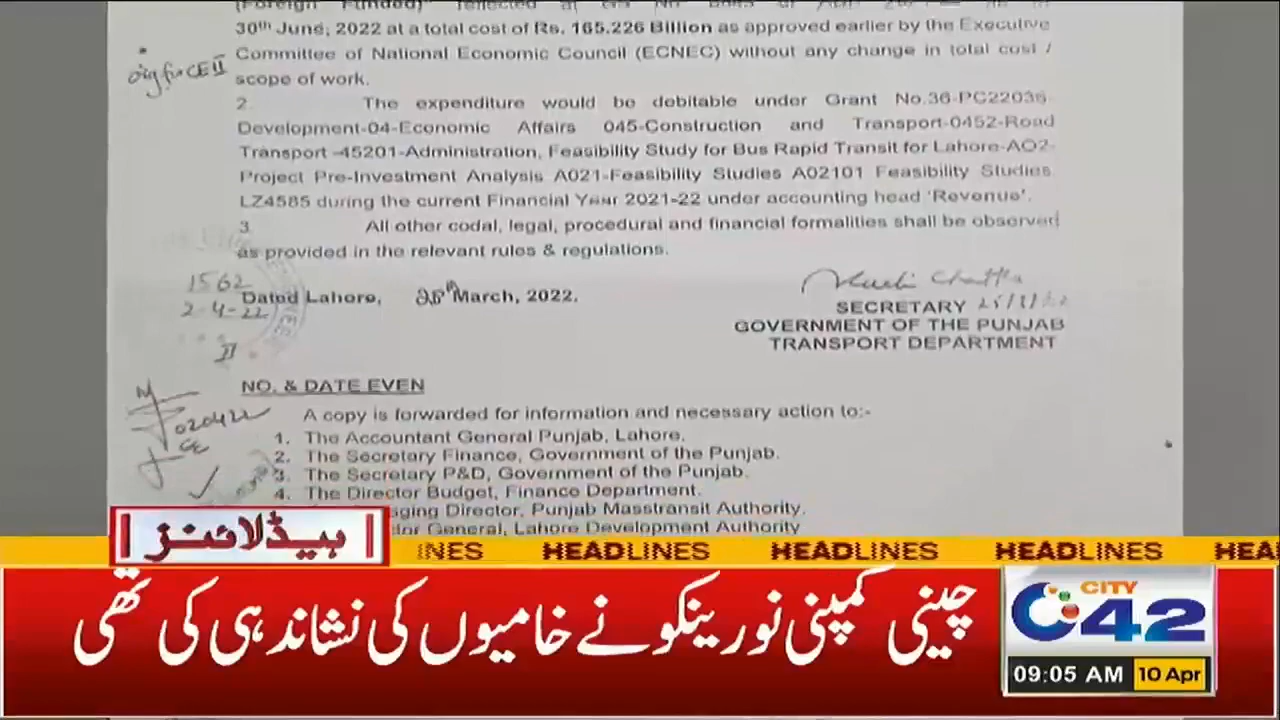 30th June, 2022 at a total cost of Rs. 165.226 Billion as approved earlier by the Executive
Committee of National Economic Council (ECNEC) without any change in total cost /
scope of work.
2. The expenditure would be debitable under Grant No.36-PC22036-
Development-04-Economic Affairs 045-Construction and Transport-0452-Road
Transport -45201-Administration, Feasibility Study for Bus Rapid Transit for Lahore-AO2-
Project Pre-Investment Analysis A021-Feasibility Studies A02101 Feasibility Studies
LZ4585 during the current Financial Year 2021-22 under accounting head 'Revenue'.
3. All other codal, legal, procedural and financial formalities shall be observed
as provided in the relevant rules & regulations.
1562
2-4-22
Dated Lahore, March, 2022.
SECRETARY
GOVERNMENT OF THE PUNJAB
TRANSPORT DEPARTMENT
NO. & DATE EVEN
A copy is forwarded for information and necessary action to:-
020422
CE
1. The Accountant General Punjab, Lahore.
2. The Secretary Finance, Government of the Punjab.
3. The Secretary P&D, Government of the Punjab.
4. The Director Budget, Finance Department.
ging Director, Punjab Masstransit Authority.
tor General, Lahore Development Authority
ہیڈلائنز
INES HEADLINES HEADLINES HEADLINES HEAD
چینی کمپنی نورینکو نے خامیوں کی نشاندہی کی تھی
CITY
42
09:05 AM 10 Apr